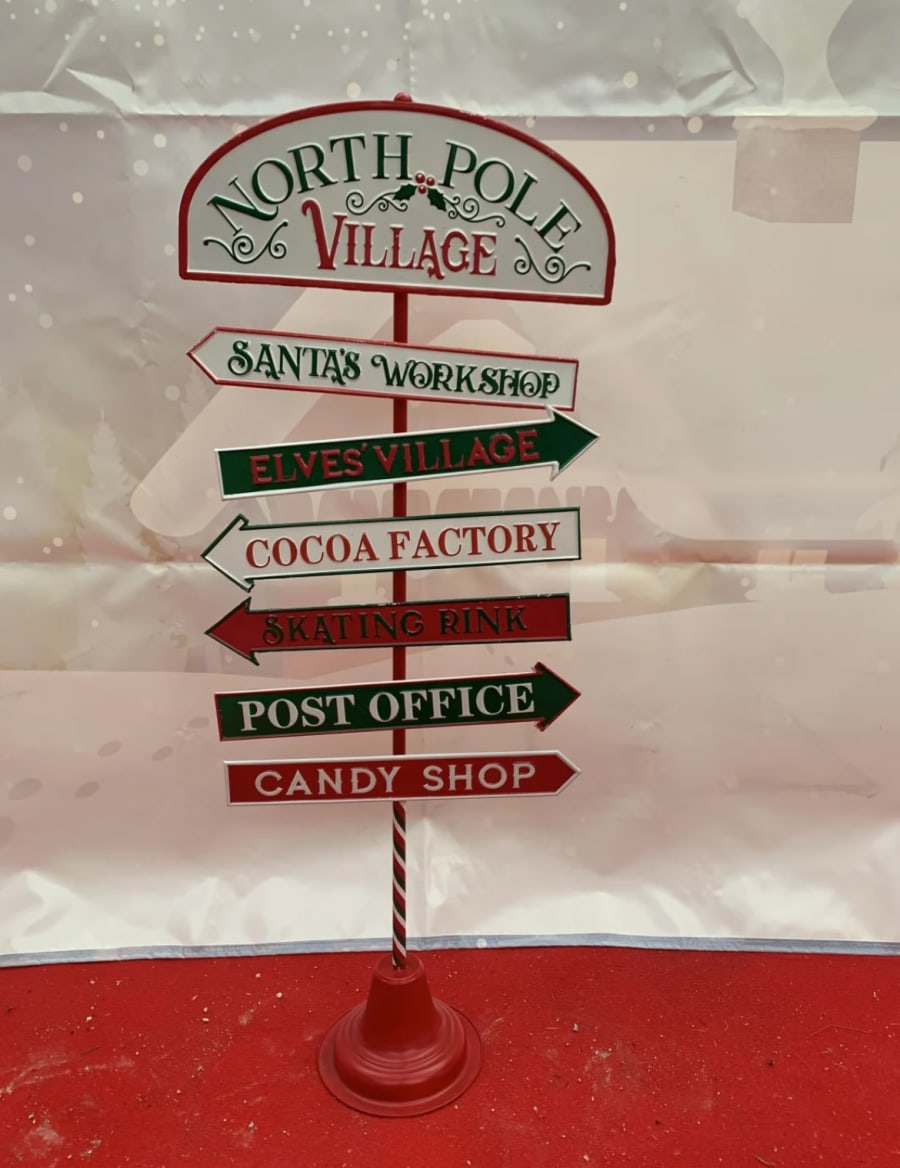 NORTH POLE
VILLAGE
SANTA'S WORKSHOP
ELVES' VILLAGE
COCOA FACTORY
SKATING RINK
POST OFFICE
CANDY SHOP